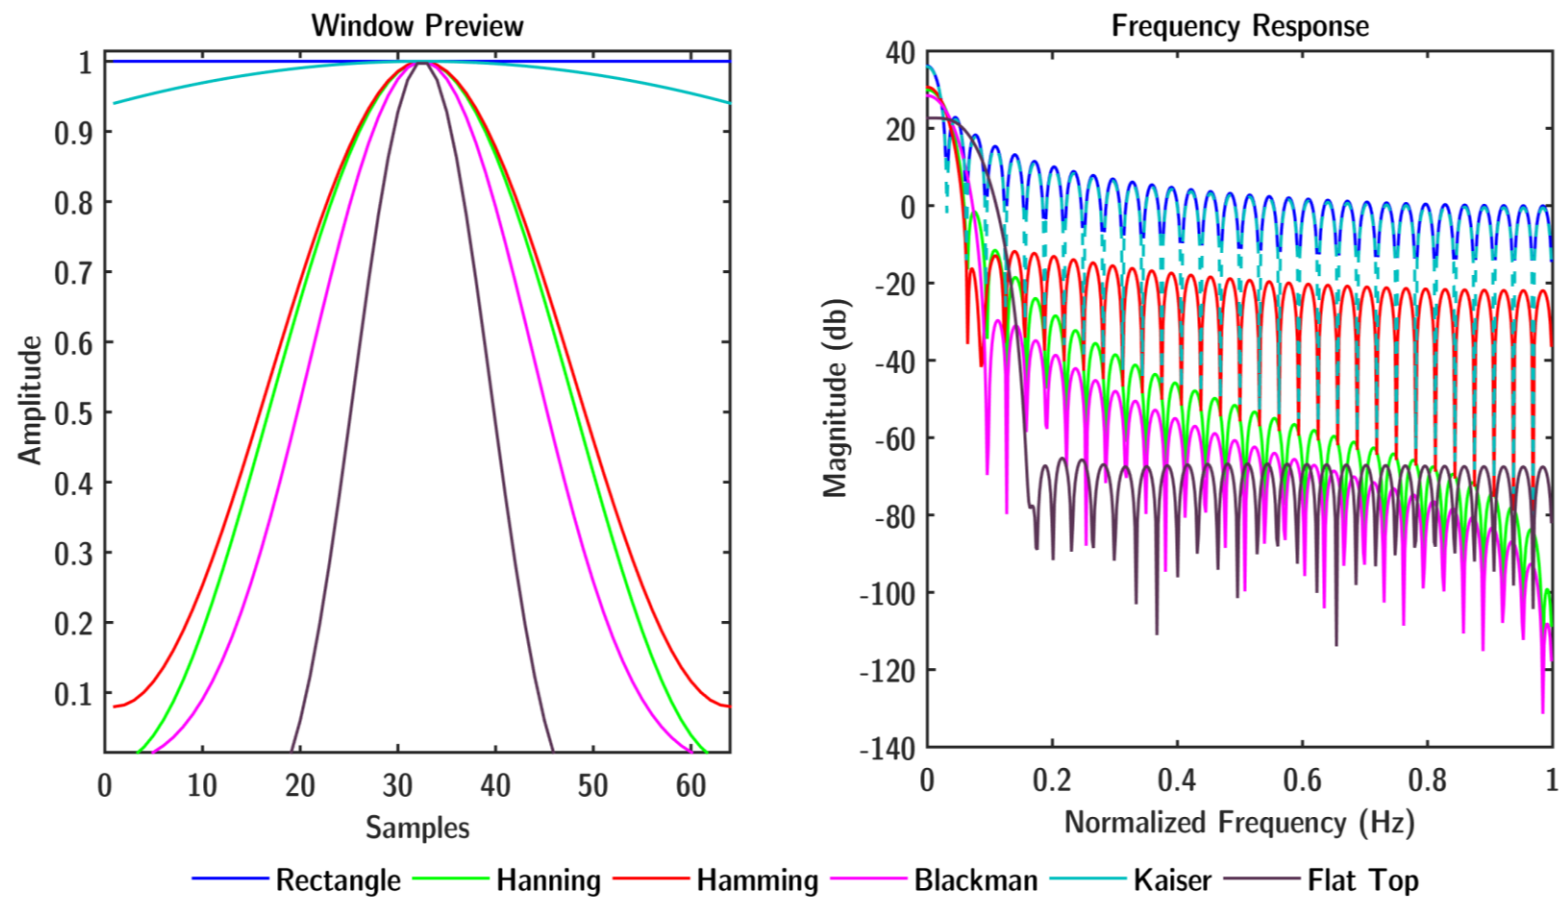 Window Preview
1
0.9
0.8
0.7
0.6
0.5
0.4
0.3
0.2
0.1
Amplitude
0 10 20 30 40 50 60
Samples
Frequency Response
40
20
0
-20
-40
-60
-80
-100
-120
-140
Magnitude (db)
0 0.2 0.4 0.6 0.8 1
Normalized Frequency (Hz)
Rectangle Hanning Hamming Blackman Kaiser Flat Top